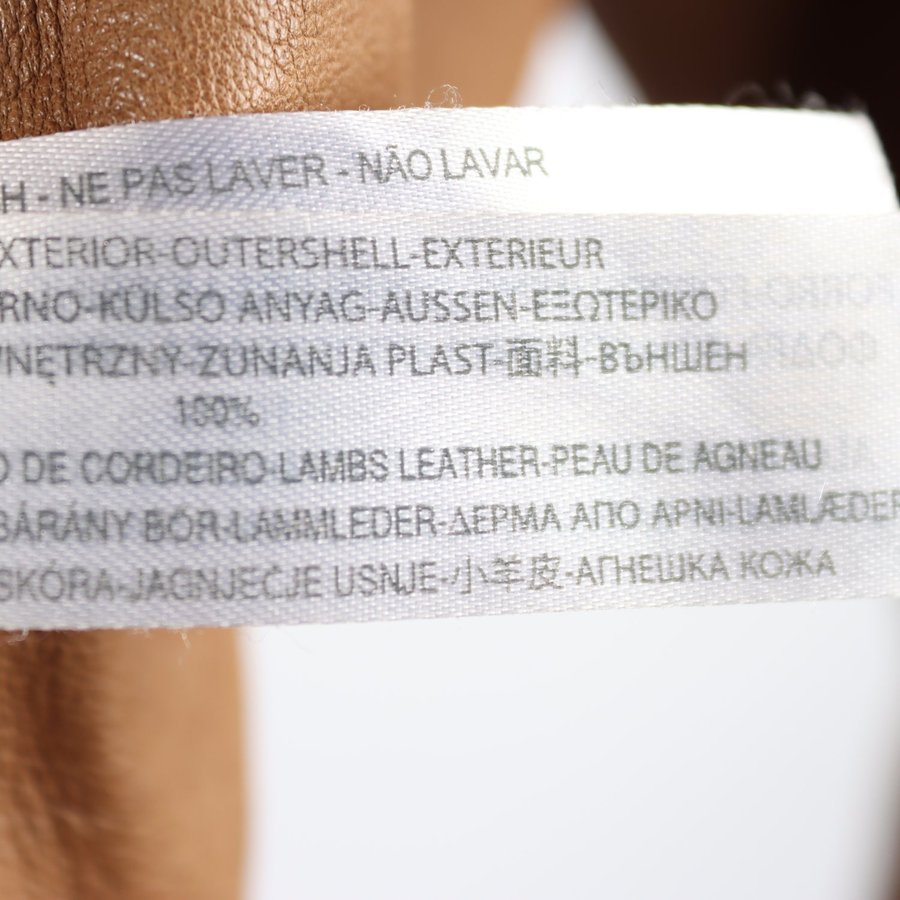 H - NE PAS LAVER - NÃO LAVAR
XTERIOR-OUTERSHELL-EXTERIEUR
RNO-KÜLSO ANYAG-AUSSEN-ΕΞΩΤΕΡΙΚΟ
WNĘTRZNY-ZUNANJA PLAST-面料-ВЪНШЕН
100%
O DE CORDEIRO-LAMBS LEATHER-PEAU DE AGNEAU
BÁRÁNY BŐR-LAMMLEDER-ΔΕΡΜΑ ΑΠΟ ΑΡΝΙ-LAMLÆDER
SKÓRA-JAGNJEČJE USNJE-小羊皮-АГНЕШКА КОЖА